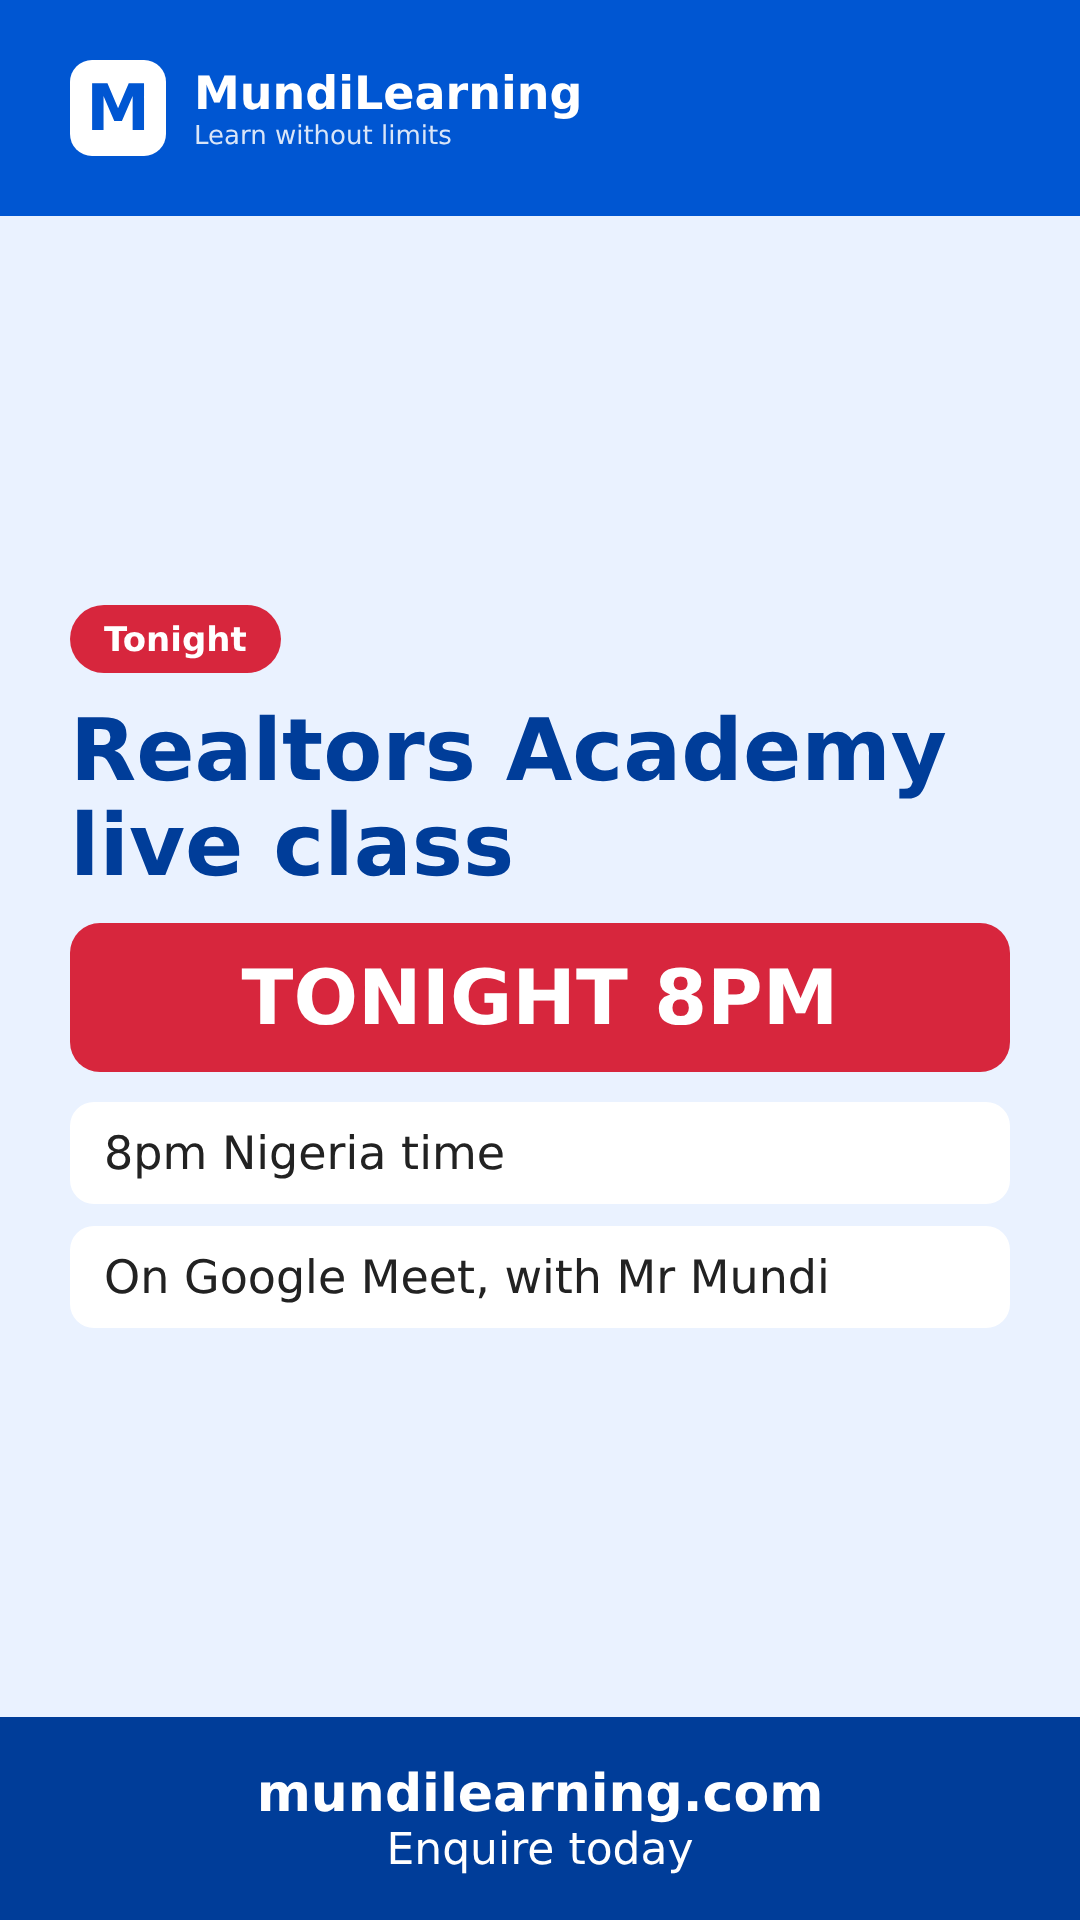 M
MundiLearning
Learn without limits
Tonight
Realtors Academy
live class
TONIGHT 8PM
8pm Nigeria time
On Google Meet, with Mr Mundi
mundilearning.com
Enquire today